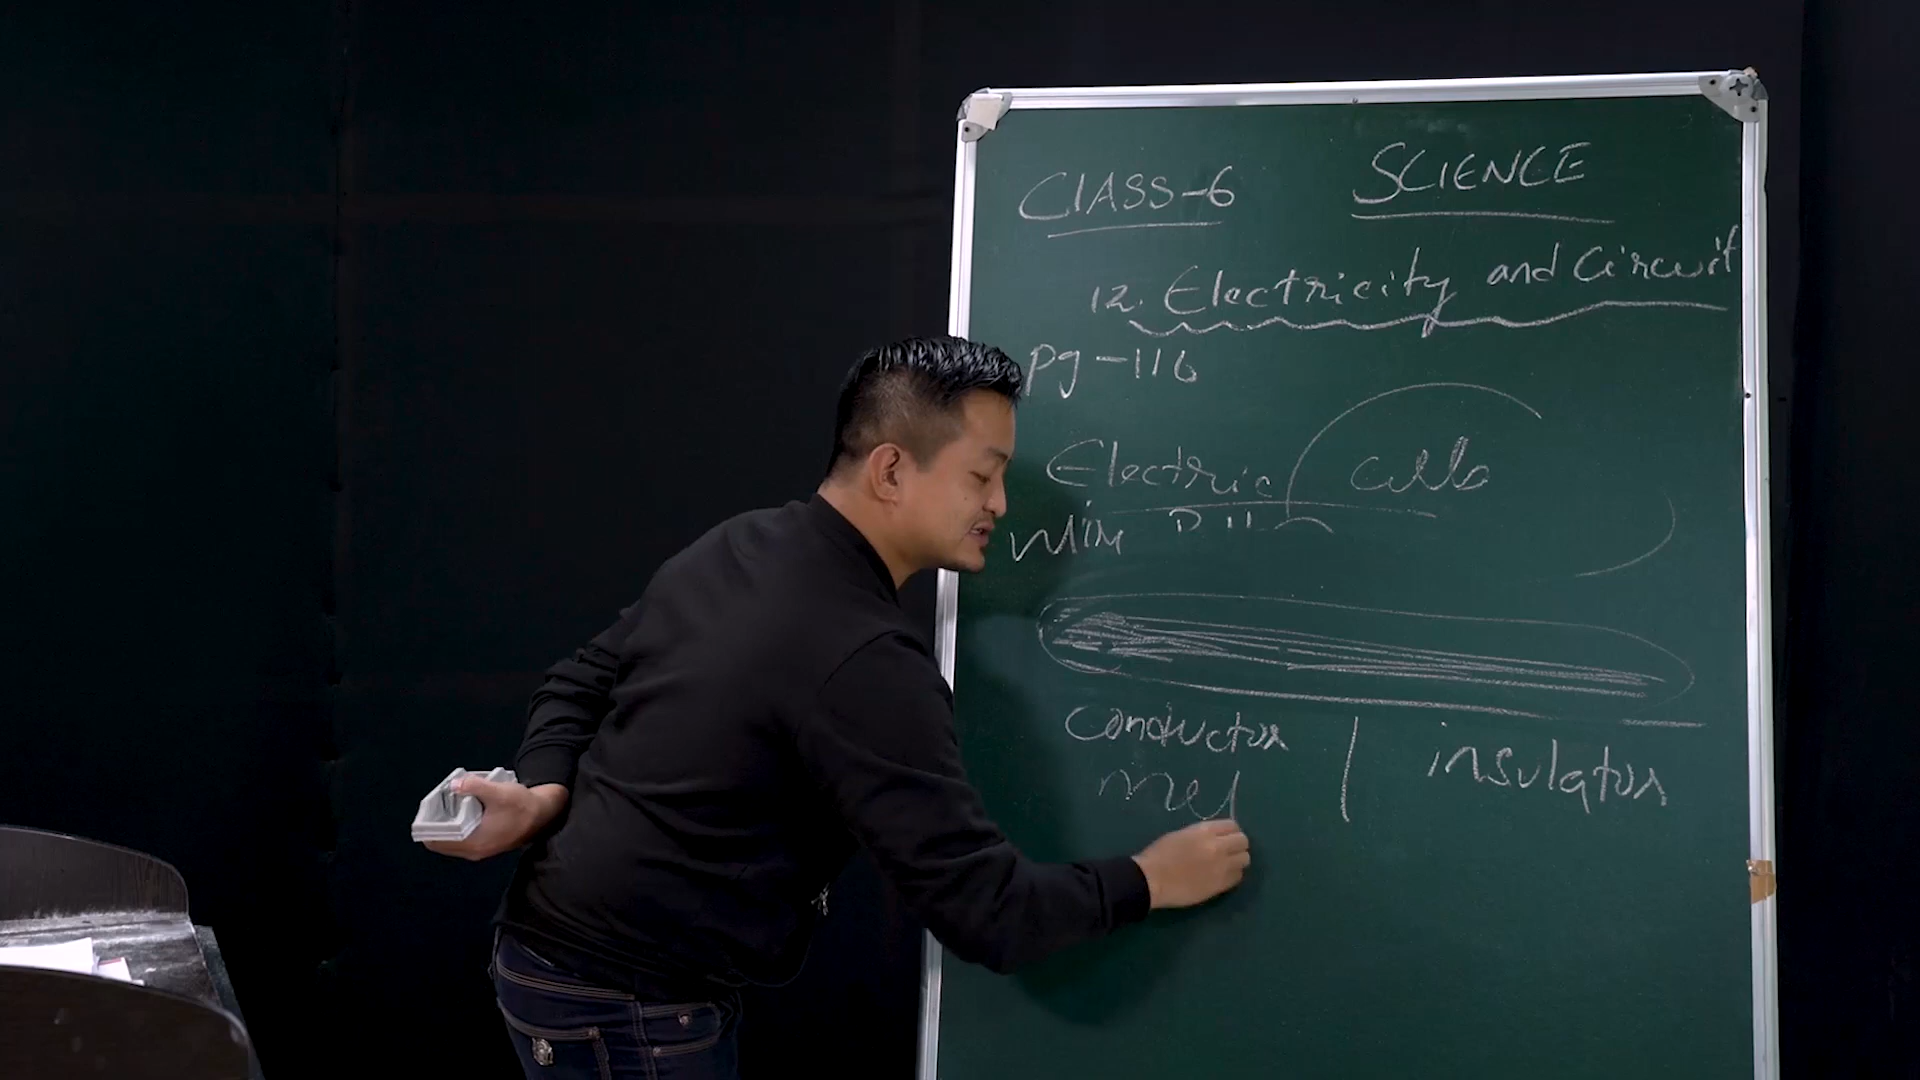 CLASS-6 SCIENCE
12. Electricity and Circuit
pg-116
Electric cells
conductor | insulator